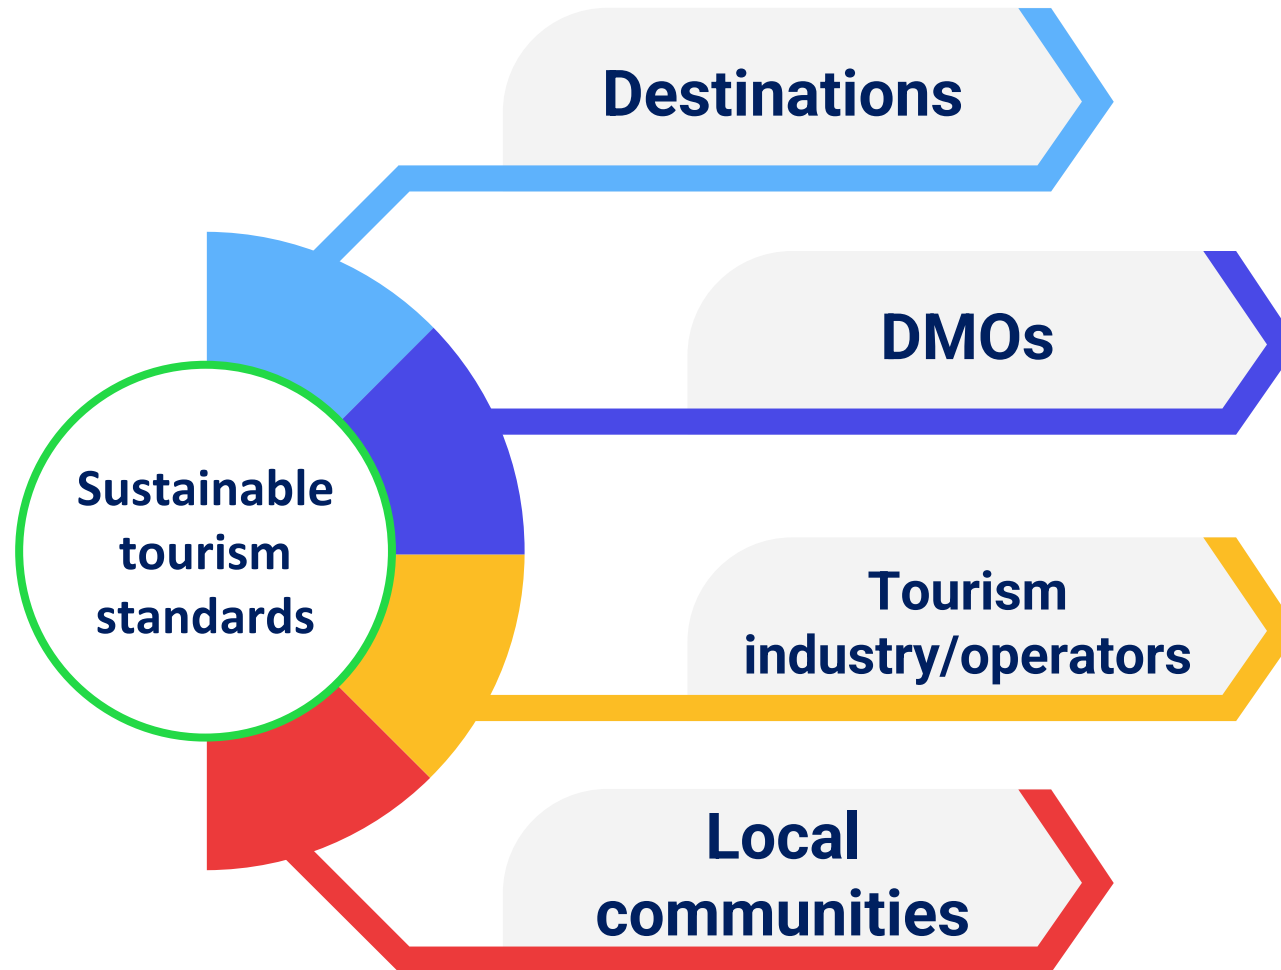 Destinations
DMOs
Sustainable
tourism
standards
Tourism
industry/operators
Local
communities